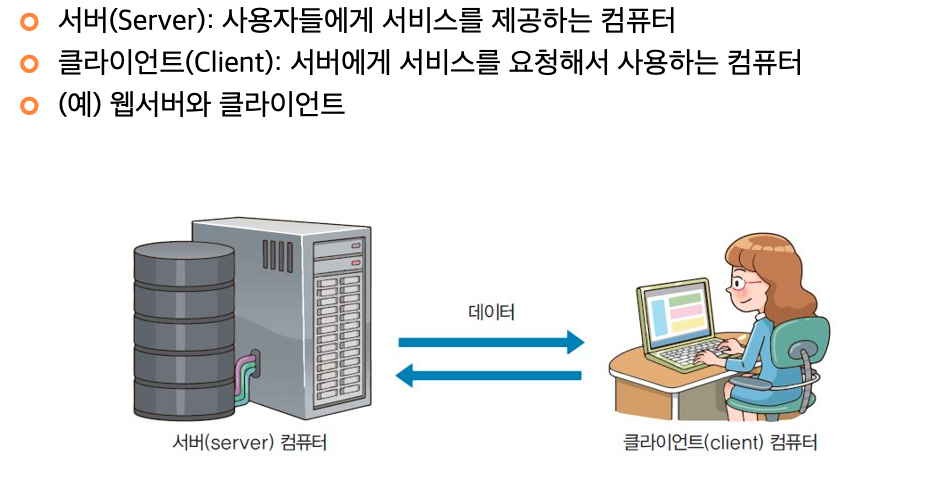 서버(Server): 사용자들에게 서비스를 제공하는 컴퓨터
클라이언트(Client): 서버에게 서비스를 요청해서 사용하는 컴퓨터
(예) 웹서버와 클라이언트
데이터
서버(server) 컴퓨터
클라이언트(client) 컴퓨터